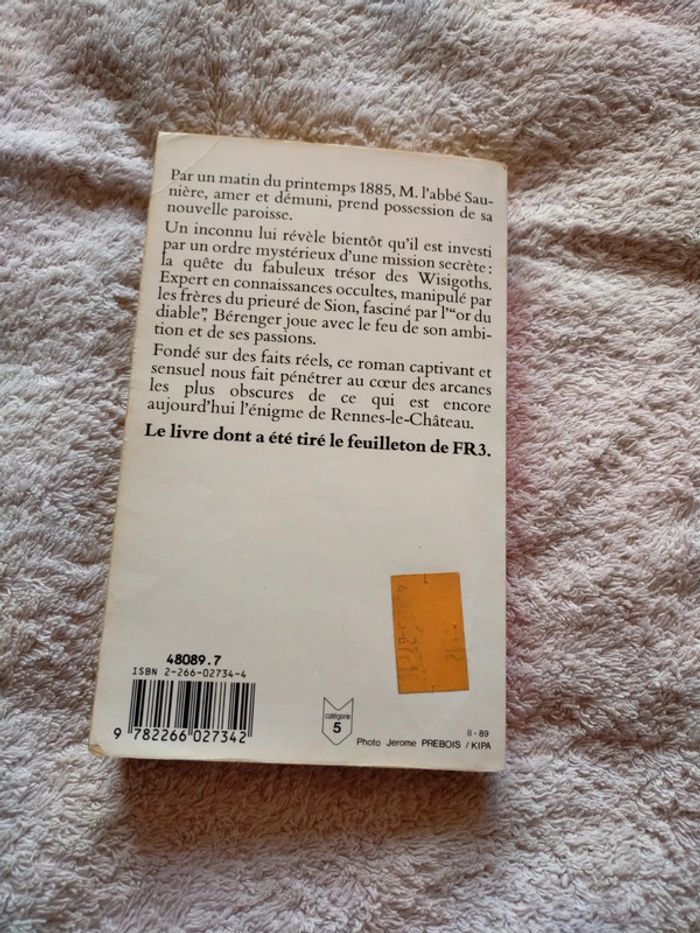 Par un matin du printemps 1885, M. l'abbé Sau-
nière, amer et démuni, prend possession de sa
nouvelle paroisse.
Un inconnu lui révèle bientôt qu'il est investi
par un ordre mystérieux d'une mission secrète :
la quête du fabuleux trésor des Wisigoths.
Expert en connaissances occultes, manipulé par
les frères du prieuré de Sion, fasciné par l'"or du
diable", Bérenger joue avec le feu de son ambi-
tion et de ses passions.
Fondé sur des faits réels, ce roman captivant et
sensuel nous fait pénétrer au cœur des arcanes
les plus obscures de ce qui est encore
aujourd'hui l'énigme de Rennes-le-Château.
Le livre dont a été tiré le feuilleton de FR3.
48089.7
ISBN 2-266-02734-4
9 782266 027342
catégorie
5
II - 89
Photo Jerome PREBOIS / KIPA